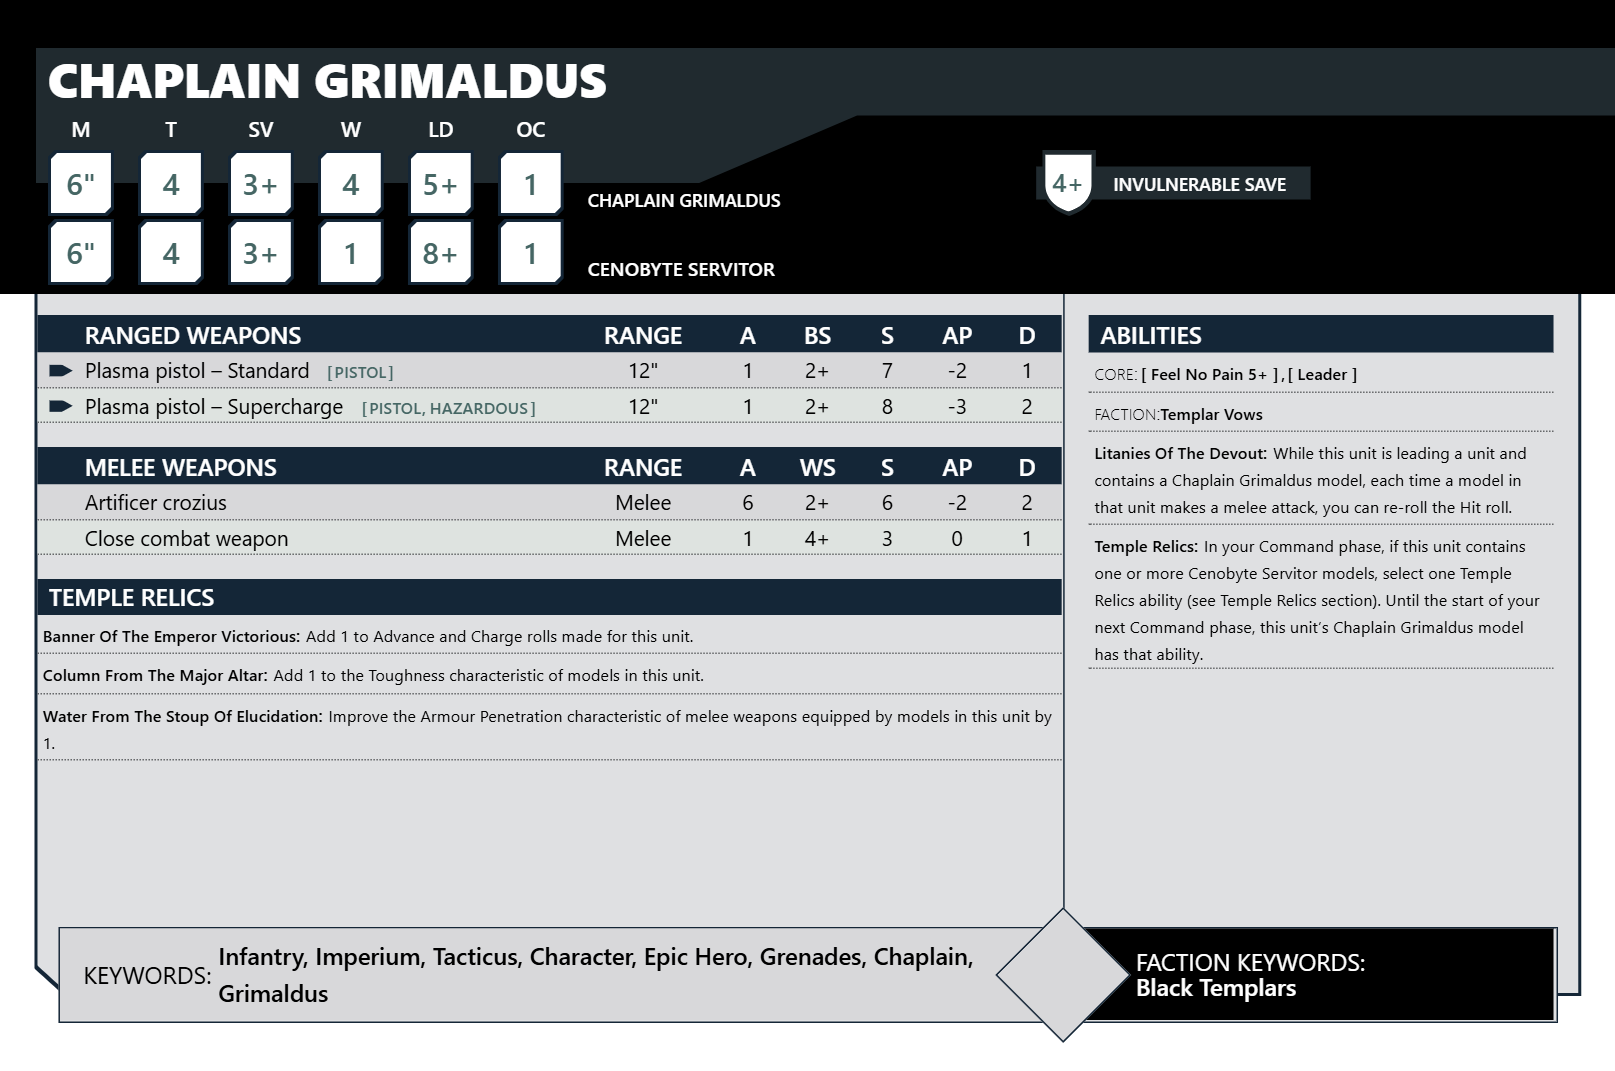 CHAPLAIN GRIMALDUS
M T SV W LD OC
6" 4 3+ 4 5+ 1 CHAPLAIN GRIMALDUS
4+ INVULNERABLE SAVE
6" 4 3+ 1 8+ 1 CENOBYTE SERVITOR
RANGED WEAPONS RANGE A BS S AP D
Plasma pistol – Standard [PISTOL] 12" 1 2+ 7 -2 1
Plasma pistol – Supercharge [PISTOL, HAZARDOUS] 12" 1 2+ 8 -3 2
MELEE WEAPONS RANGE A WS S AP D
Artificer crozius Melee 6 2+ 6 -2 2
Close combat weapon Melee 1 4+ 3 0 1
TEMPLE RELICS
Banner Of The Emperor Victorious: Add 1 to Advance and Charge rolls made for this unit.
Column From The Major Altar: Add 1 to the Toughness characteristic of models in this unit.
Water From The Stoup Of Elucidation: Improve the Armour Penetration characteristic of melee weapons equipped by models in this unit by
1.
ABILITIES
CORE: [ Feel No Pain 5+ ] , [ Leader ]
FACTION:Templar Vows
Litanies Of The Devout: While this unit is leading a unit and
contains a Chaplain Grimaldus model, each time a model in
that unit makes a melee attack, you can re-roll the Hit roll.
Temple Relics: In your Command phase, if this unit contains
one or more Cenobyte Servitor models, select one Temple
Relics ability (see Temple Relics section). Until the start of your
next Command phase, this unit’s Chaplain Grimaldus model
has that ability.
KEYWORDS: Infantry, Imperium, Tacticus, Character, Epic Hero, Grenades, Chaplain,
Grimaldus
FACTION KEYWORDS:
Black Templars